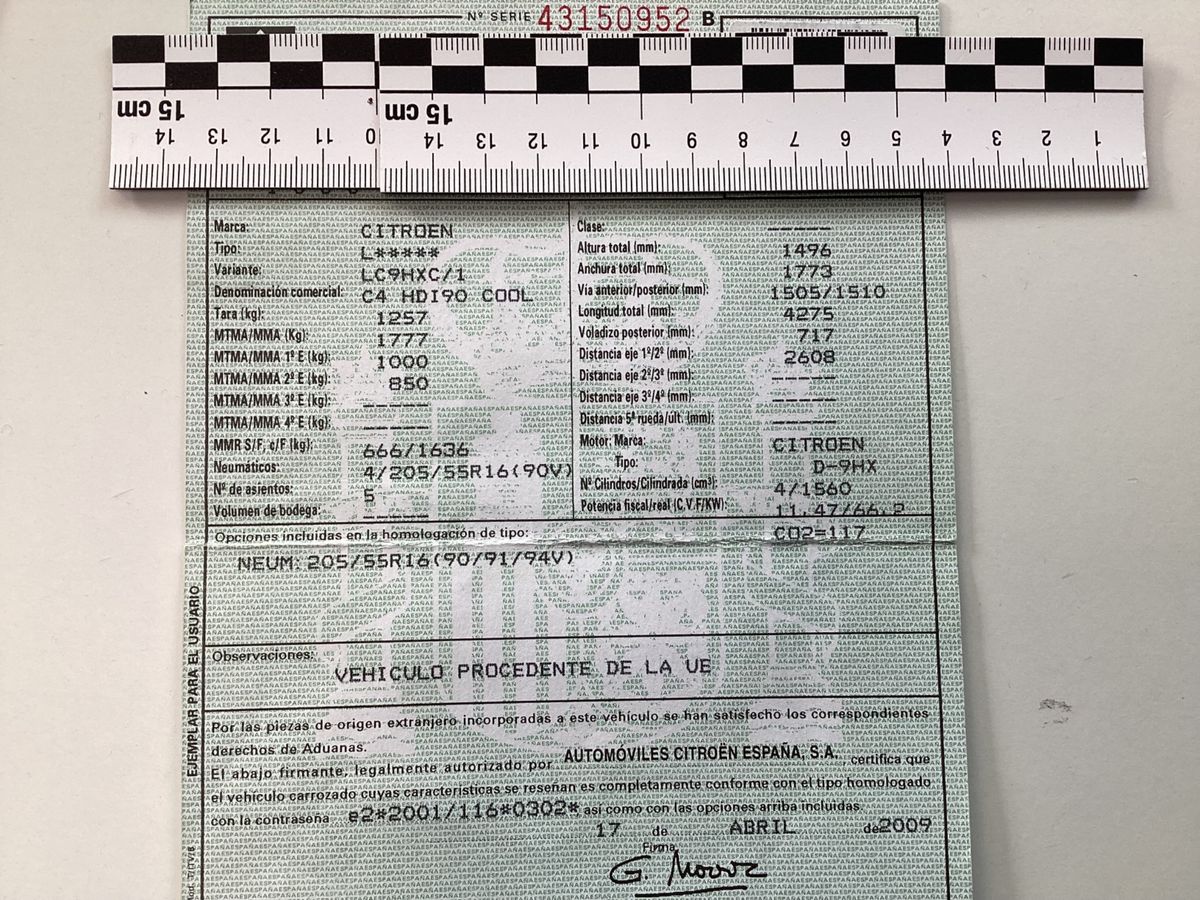 Nº SERIE 43150952 B
15 cm 15 cm
14 13 12 11 10 14 13 12 11 10 9 8 7 6 5 4 3 2 1
Marca: CITROEN
Tipo: L*****
Variante: LC9HXC/1
Denominación comercial: C4 HDI90 COOL
Tara (kg): 1257
MTMA/MMA (Kg): 1777
MTMA/MMA 1º E (kg): 1000
MTMA/MMA 2º E (kg): 850
MTMA/MMA 3º E (kg): -----
MTMA/MMA 4º E (kg): -----
MMR S/F. c/F (kg): 666/1636
Neumáticos: 4/205/55R16(90V)
Nº de asientos: 5
Volumen de bodega: -----
Clase: -----
Altura total (mm): 1496
Anchura total (mm): 1773
Vía anterior/posterior (mm): 1505/1510
Longitud total (mm): 4275
Voladizo posterior (mm): 717
Distancia eje 1º/2º (mm): 2608
Distancia eje 2º/3º (mm): -----
Distancia eje 3º/4º (mm): -----
Distancia 5ª rueda/últ. (mm): -----
Motor: Marca: CITROEN
Tipo: D-9HX
Nº Cilindros/Cilindrada (cm³): 4/1560
Potencia fiscal/real (C.V.F/KW): 11.47/66.2
Opciones incluidas en la homologación de tipo: CO2=117
NEUM: 205/55R16(90/91/94V)
Observaciones:
VEHICULO PROCEDENTE DE LA UE
Por las piezas de origen extranjero incorporadas a este vehículo se han satisfecho los correspondientes
derechos de Aduanas.
El abajo firmante, legalmente autorizado por AUTOMÓVILES CITROËN ESPAÑA, S.A. certifica que
el vehículo carrozado cuyas características se reseñan es completamente conforme con el tipo homologado
con la contraseña e2*2001/116*0302* así como con las opciones arriba incluidas.
17 de ABRIL de 2009
Firma
EJEMPLAR PARA EL USUARIO